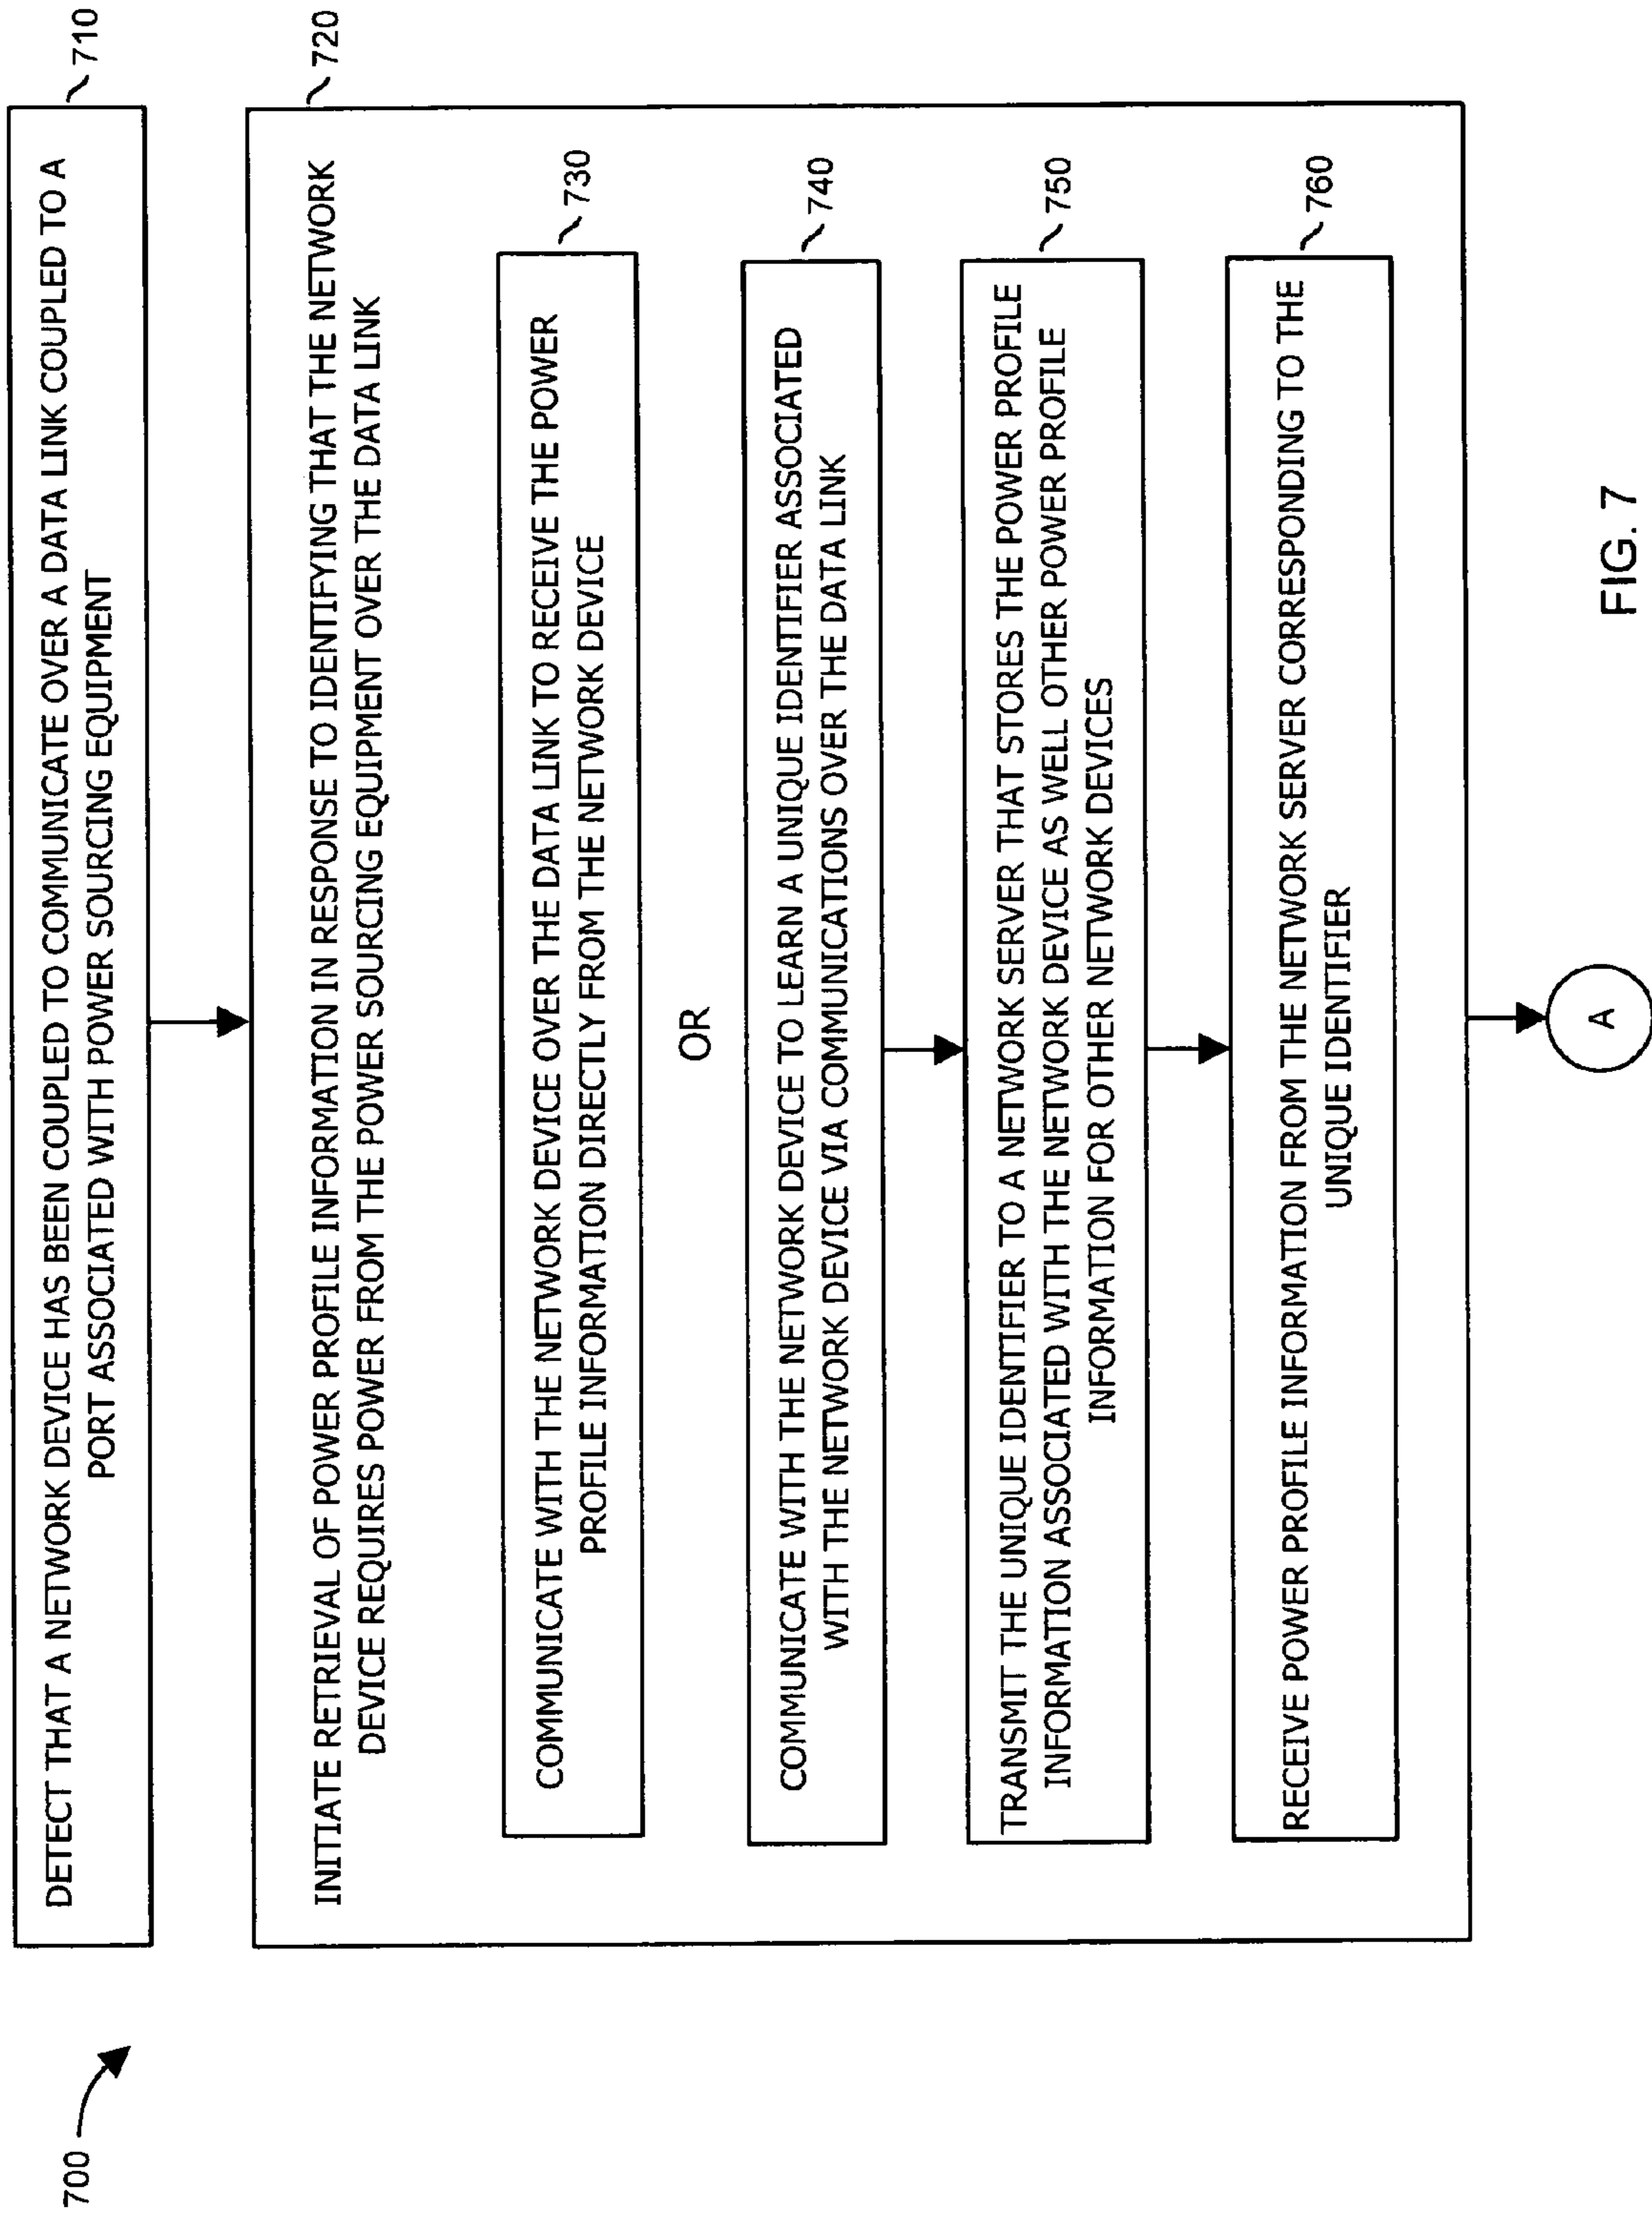 700
DETECT THAT A NETWORK DEVICE HAS BEEN COUPLED TO COMMUNICATE OVER A DATA LINK COUPLED TO A
PORT ASSOCIATED WITH POWER SOURCING EQUIPMENT
710
INITIATE RETRIEVAL OF POWER PROFILE INFORMATION IN RESPONSE TO IDENTIFYING THAT THE NETWORK
DEVICE REQUIRES POWER FROM THE POWER SOURCING EQUIPMENT OVER THE DATA LINK
720
COMMUNICATE WITH THE NETWORK DEVICE OVER THE DATA LINK TO RECEIVE THE POWER
PROFILE INFORMATION DIRECTLY FROM THE NETWORK DEVICE
730
OR
COMMUNICATE WITH THE NETWORK DEVICE TO LEARN A UNIQUE IDENTIFIER ASSOCIATED
WITH THE NETWORK DEVICE VIA COMMUNICATIONS OVER THE DATA LINK
740
TRANSMIT THE UNIQUE IDENTIFIER TO A NETWORK SERVER THAT STORES THE POWER PROFILE
INFORMATION ASSOCIATED WITH THE NETWORK DEVICE AS WELL OTHER POWER PROFILE
INFORMATION FOR OTHER NETWORK DEVICES
750
RECEIVE POWER PROFILE INFORMATION FROM THE NETWORK SERVER CORRESPONDING TO THE
UNIQUE IDENTIFIER
760
A
FIG. 7